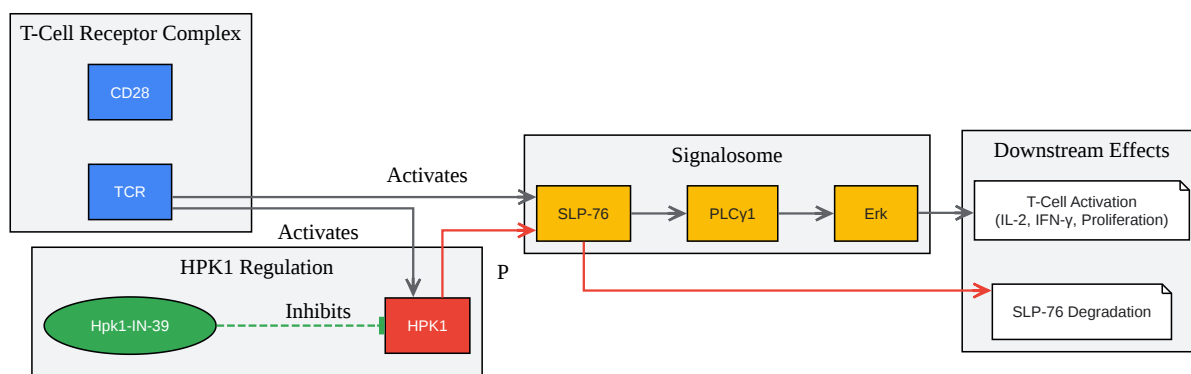 T-Cell Receptor Complex
CD28
TCR
Activates
Activates
HPK1 Regulation
Hpk1-IN-39
Inhibits
HPK1
P
Signalosome
SLP-76
PLCγ1
Erk
Downstream Effects
T-Cell Activation
(IL-2, IFN-γ, Proliferation)
SLP-76 Degradation